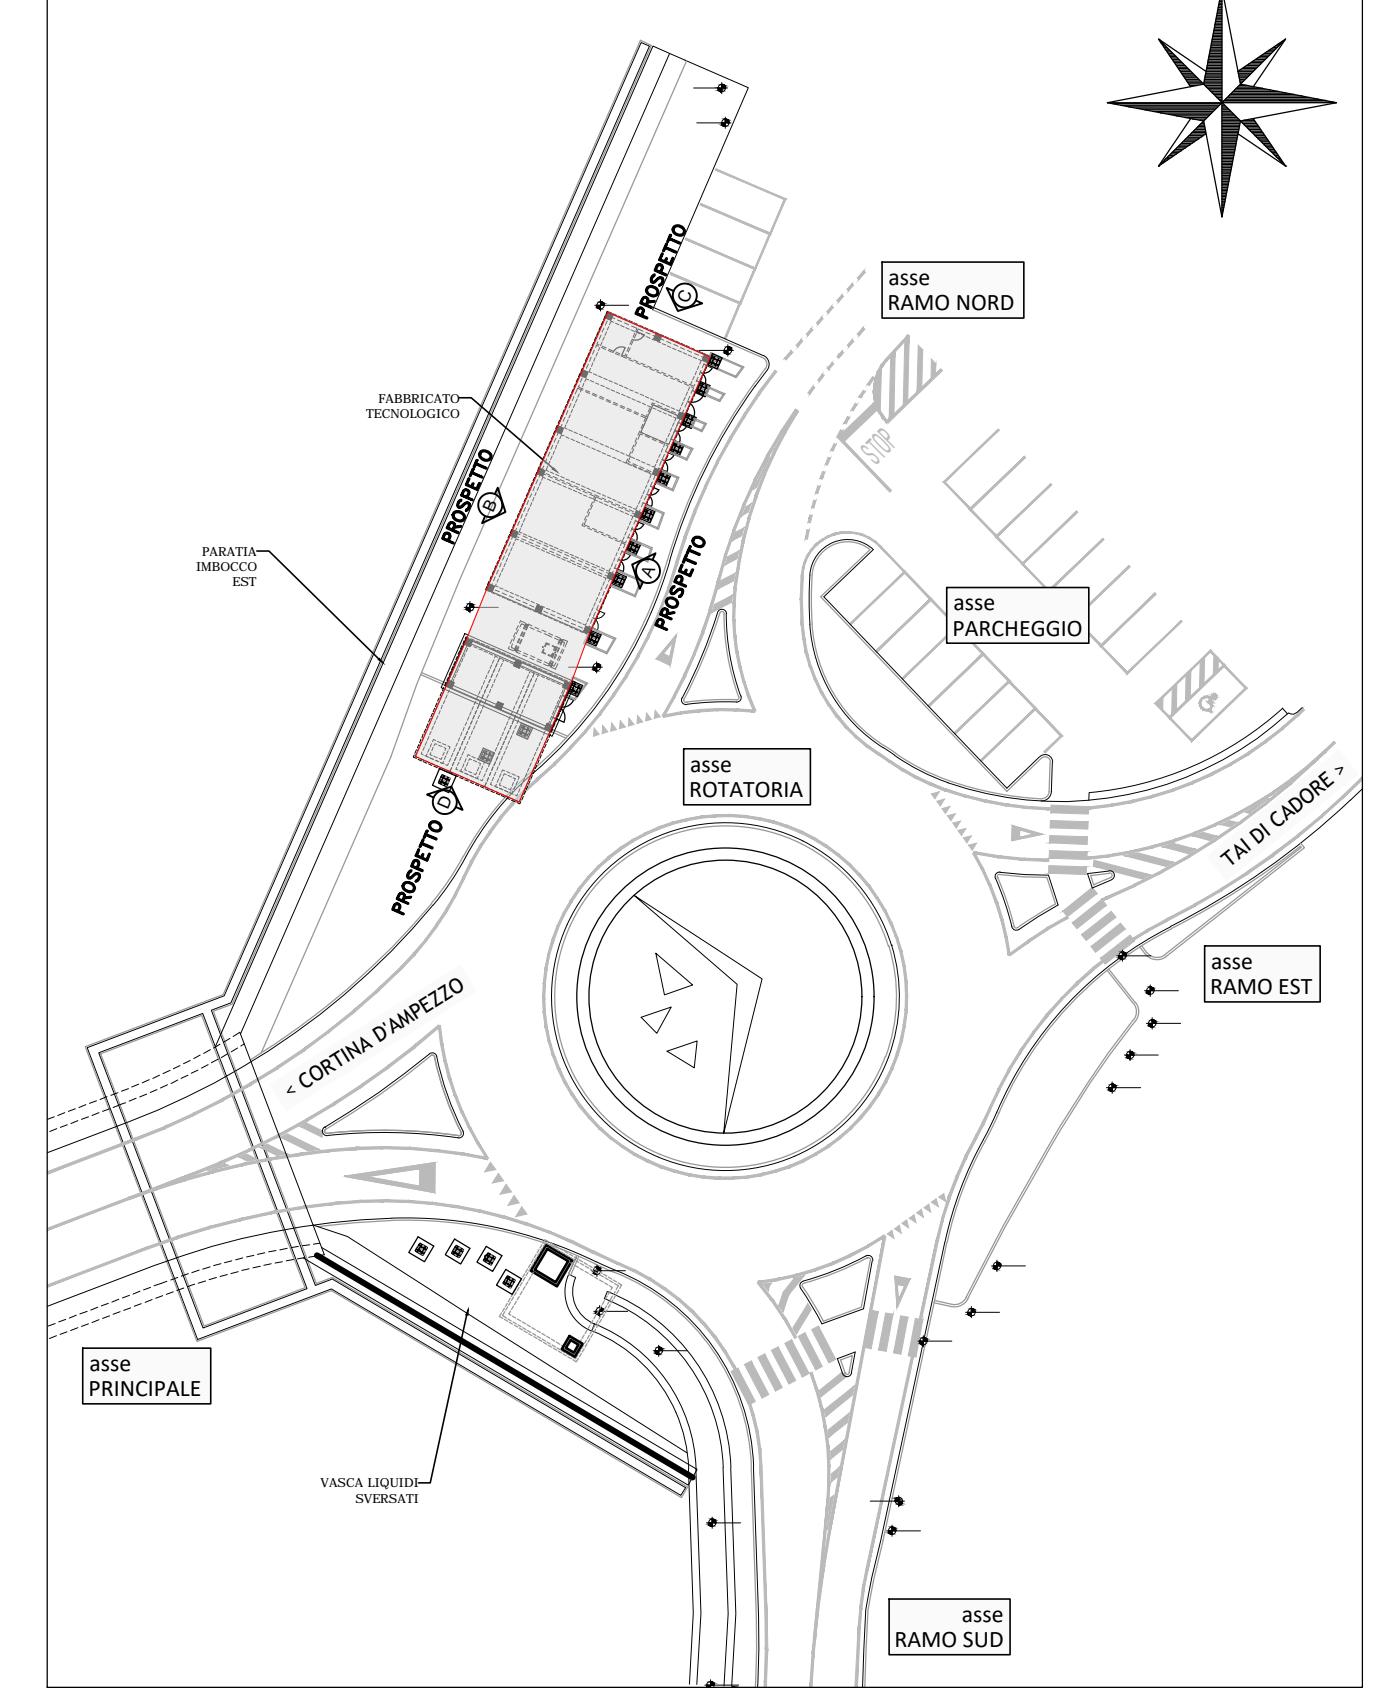 PROSPETTO
C
asse
RAMO NORD
FABBRICATO
TECNOLOGICO
STOP
PROSPETTO
B
PARATIA
IMBOCCO
EST
A
PROSPETTO
asse
PARCHEGGIO
asse
ROTATORIA
D
PROSPETTO
TAI DI CADORE >
asse
RAMO EST
< CORTINA D'AMPEZZO
asse
PRINCIPALE
VASCA LIQUIDI
SVERSATI
asse
RAMO SUD